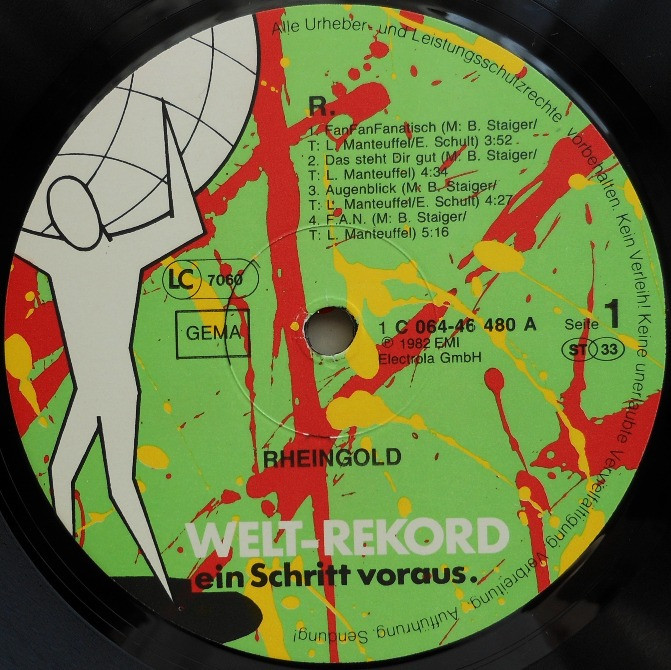 Alle Urheber- und Leistungsschutzrechte vorbehalten. Kein Verleih! Keine unerlaubte Vervielfältigung, Verbreitung, Aufführung, Sendung!
R.
1. FanFanFanatisch (M: B. Staiger/
T: L. Manteuffel/E. Schult) 3:52
2. Das steht Dir gut (M: B. Staiger/
T: L. Manteuffel) 4:34
3. Augenblick (M: B. Staiger/
T: L. Manteuffel/E. Schult) 4:27
4. F.A.N. (M: B. Staiger/
T: L. Manteuffel) 5:16
LC 7060
GEMA
1 C 064-46 480 A
℗ 1982 EMI
Electrola GmbH
Seite 1
ST 33
RHEINGOLD
WELT-REKORD
ein Schritt voraus.